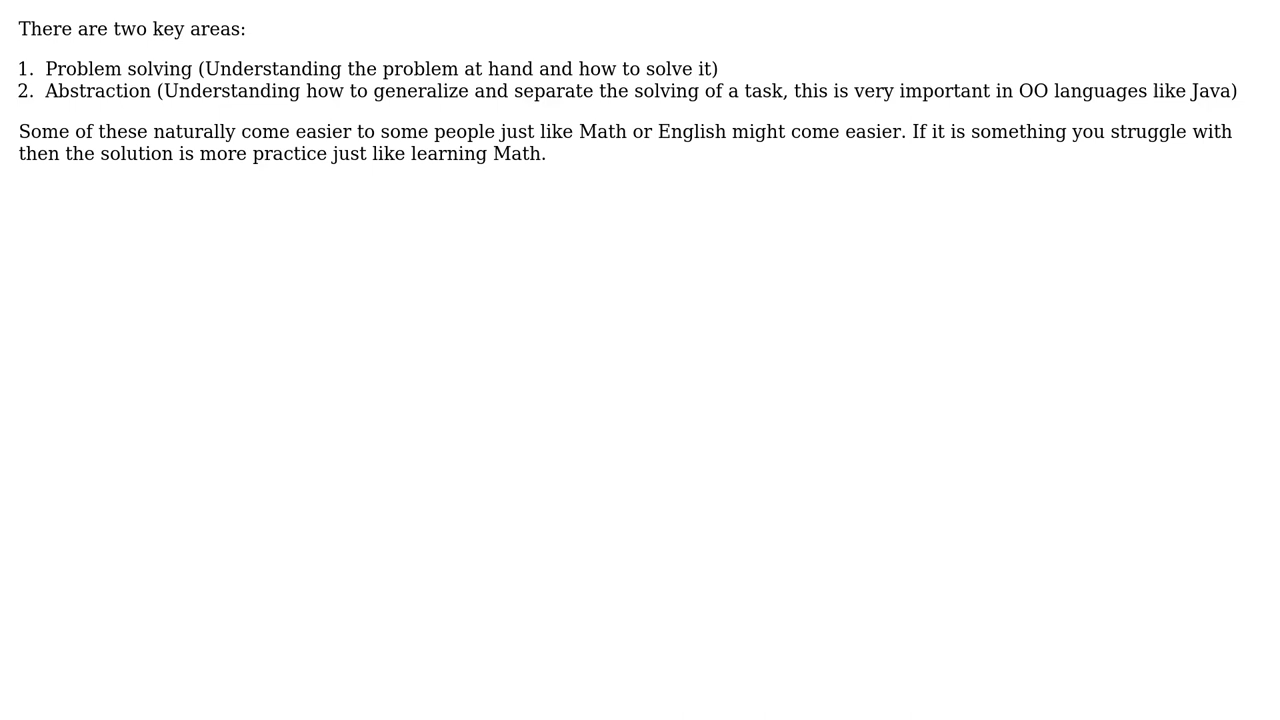 There are two key areas:
1. Problem solving (Understanding the problem at hand and how to solve it)
2. Abstraction (Understanding how to generalize and separate the solving of a task, this is very important in OO languages like Java)
Some of these naturally come easier to some people just like Math or English might come easier. If it is something you struggle with
then the solution is more practice just like learning Math.